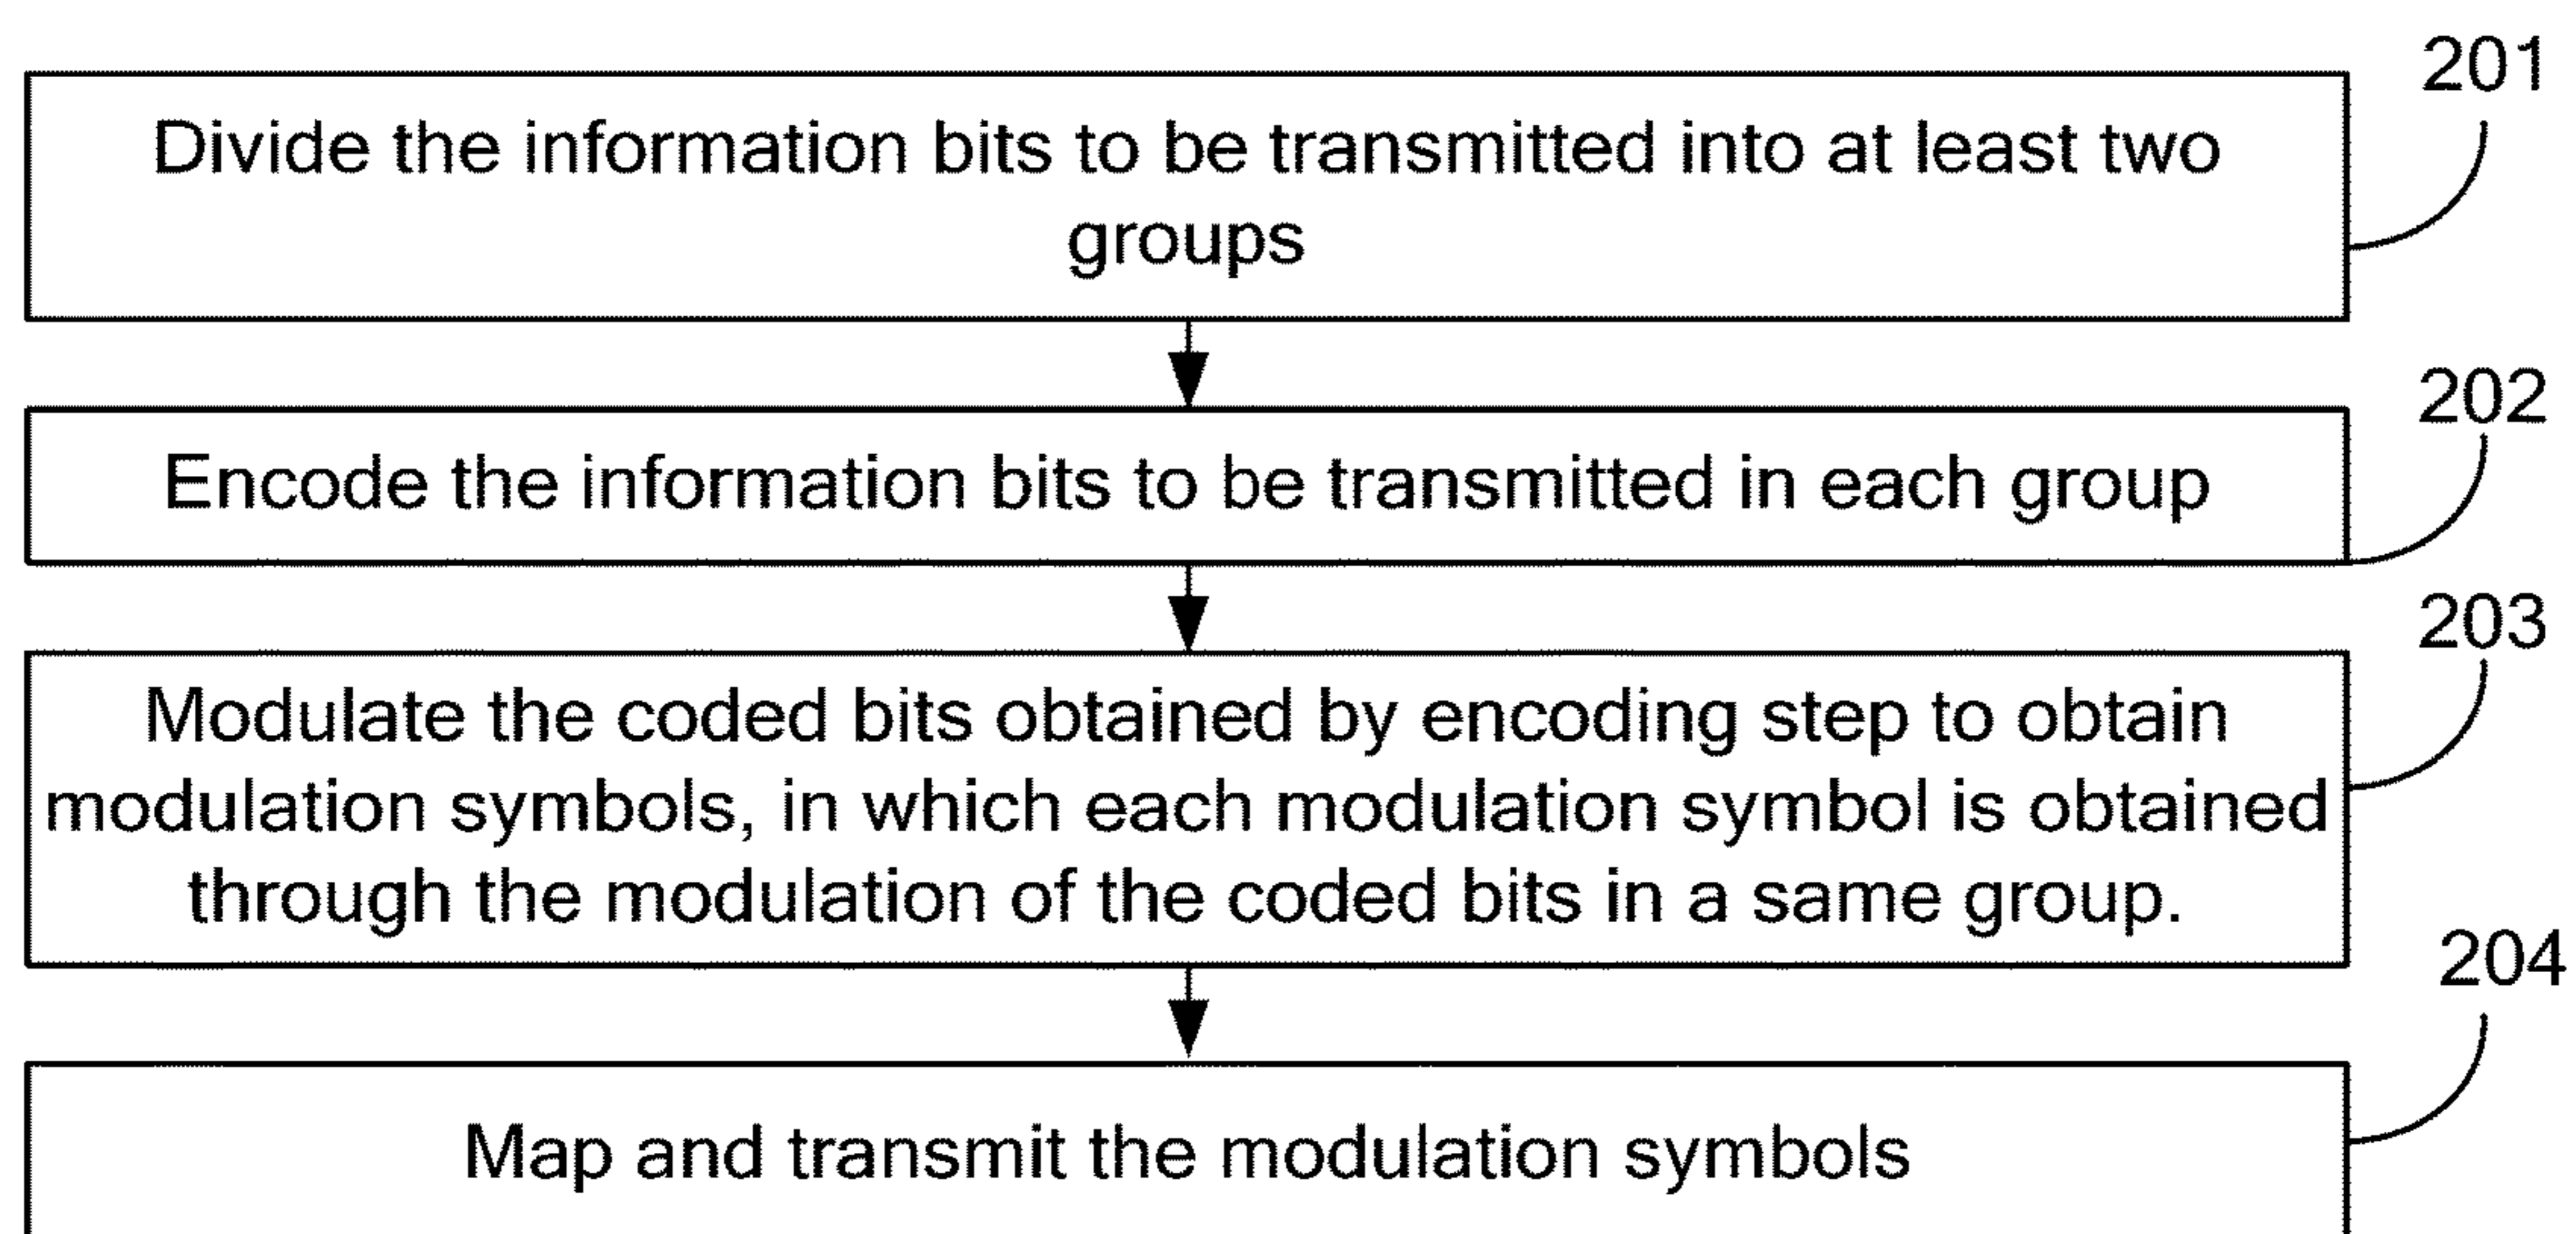 201
Divide the information bits to be transmitted into at least two
groups
202
Encode the information bits to be transmitted in each group
203
Modulate the coded bits obtained by encoding step to obtain
modulation symbols, in which each modulation symbol is obtained
through the modulation of the coded bits in a same group.
204
Map and transmit the modulation symbols